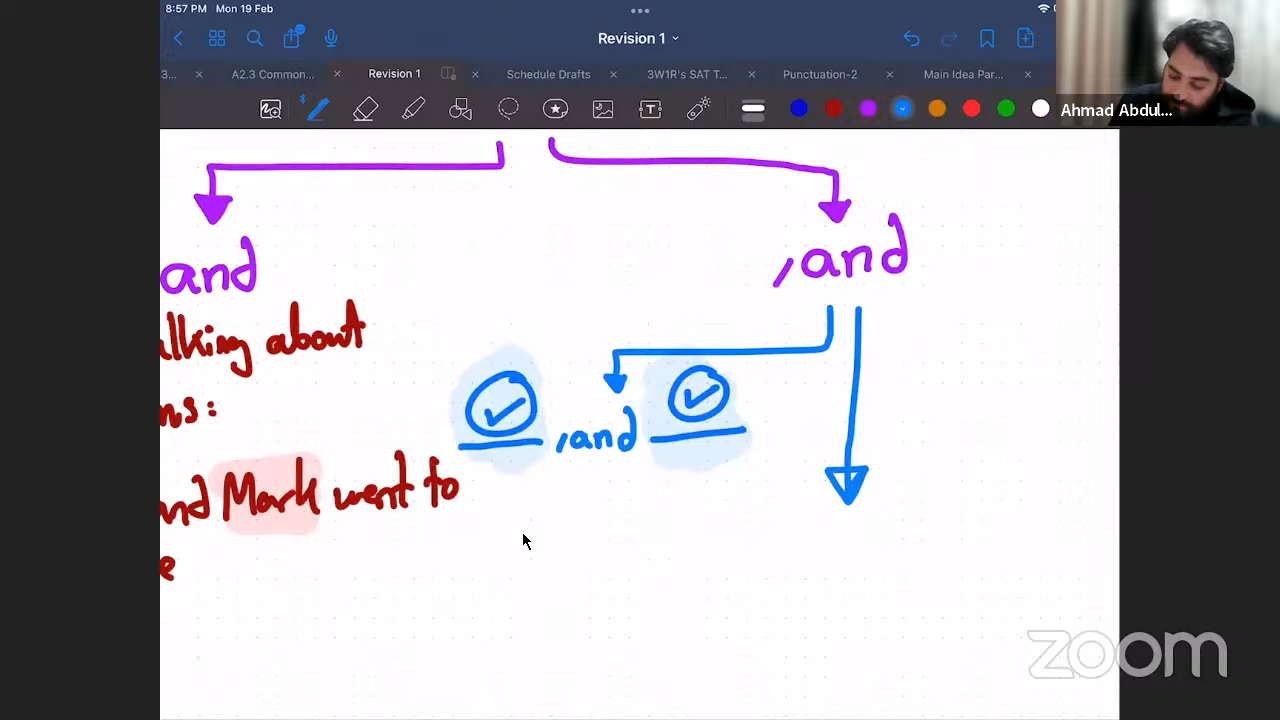 8:57 PM Mon 19 Feb
Revision 1
3... A2.3 Common... Revision 1 Schedule Drafts 3W1R's SAT T... Punctuation-2 Main Idea Par...
T
Ahmad Abdul...
and
,and
lking about
ns:
,and
nd Mark went to
e
zoom